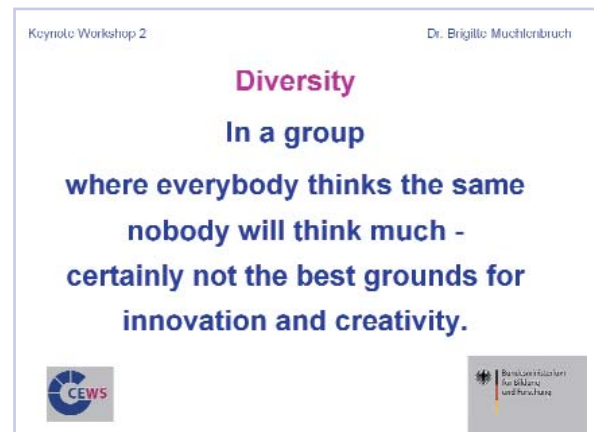 Keynote Workshop 2
Dr. Brigitte Muehlenbruch
Diversity
In a group
where everybody thinks the same
nobody will think much -
certainly not the best grounds for
innovation and creativity.
CEWS
Bundesministerium
für Bildung
und Forschung